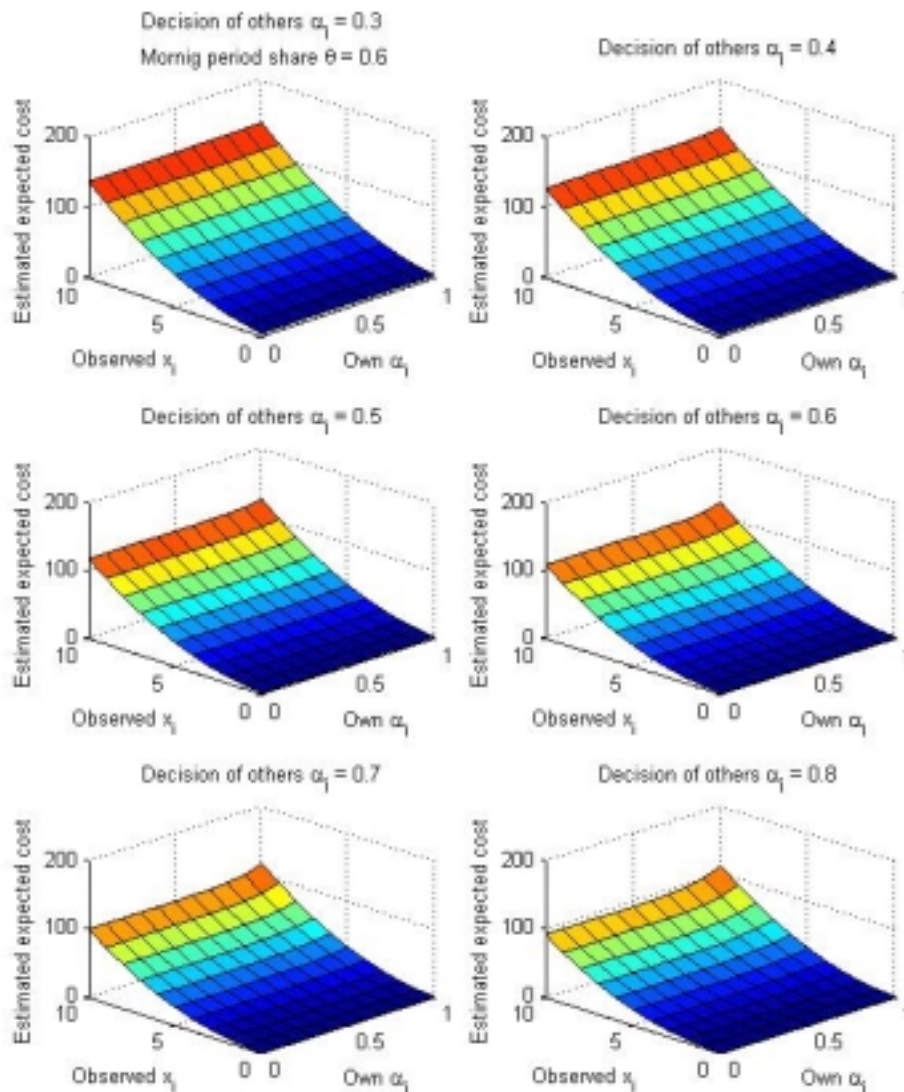 Decision of others α_j = 0.3
Mornig period share θ = 0.6
Estimated expected cost
200
100
0
10
5
0
Observed x_i
0
0.5
1
Own α_i
Decision of others α_j = 0.4
Estimated expected cost
200
100
0
10
5
0
Observed x_i
0
0.5
1
Own α_i
Decision of others α_j = 0.5
Estimated expected cost
200
100
0
10
5
0
Observed x_i
0
0.5
1
Own α_i
Decision of others α_j = 0.6
Estimated expected cost
200
100
0
10
5
0
Observed x_i
0
0.5
1
Own α_i
Decision of others α_j = 0.7
Estimated expected cost
200
100
0
10
5
0
Observed x_i
0
0.5
1
Own α_i
Decision of others α_j = 0.8
Estimated expected cost
200
100
0
10
5
0
Observed x_i
0
0.5
1
Own α_i